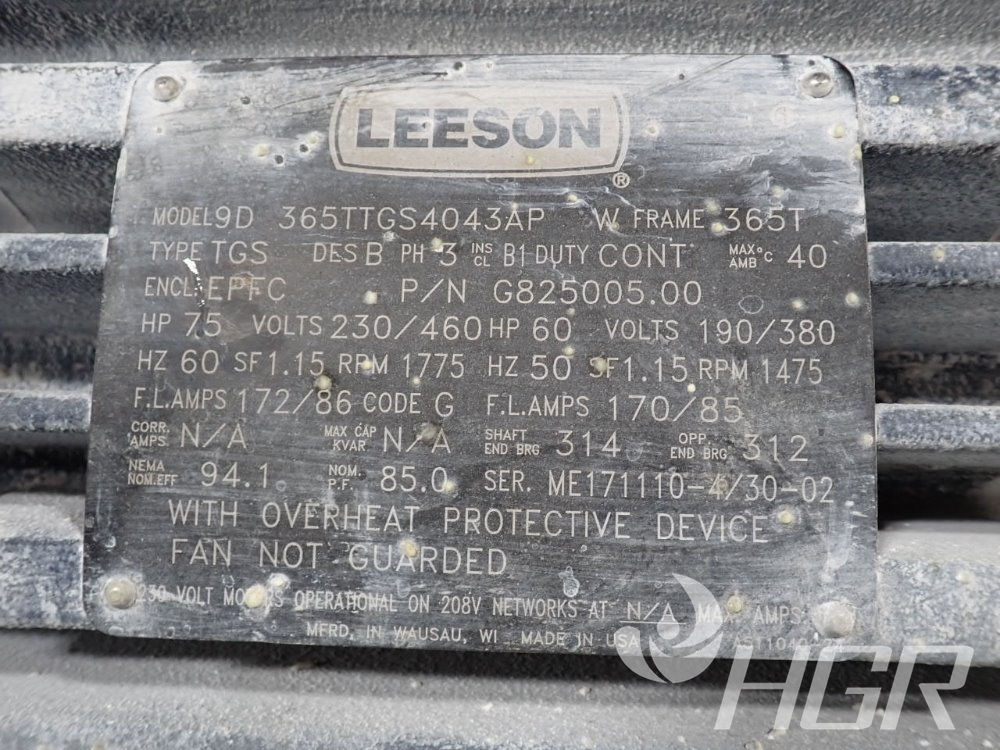 LEESON
®
MODEL 9D 365TTGS4043AP W FRAME 365T
TYPE TGS DES B PH 3 INS CL B1 DUTY CONT MAX °C AMB 40
ENCL. EPFC P/N G825005.00
HP 75 VOLTS 230/460 HP 60 VOLTS 190/380
HZ 60 SF 1.15 RPM 1775 HZ 50 SF 1.15 RPM 1475
F.L.AMPS 172/86 CODE G F.L.AMPS 170/85
CORR. AMPS N/A MAX CAP KVAR N/A SHAFT END BRG 314 OPP END BRG 312
NEMA NOM.EFF 94.1 NOM. P.F. 85.0 SER. ME171110-4/30-02
WITH OVERHEAT PROTECTIVE DEVICE
FAN NOT GUARDED
230 VOLT MOTORS OPERATIONAL ON 208V NETWORKS AT N/A MAX AMPS
MFRD. IN WAUSAU, WI MADE IN USA
HGR